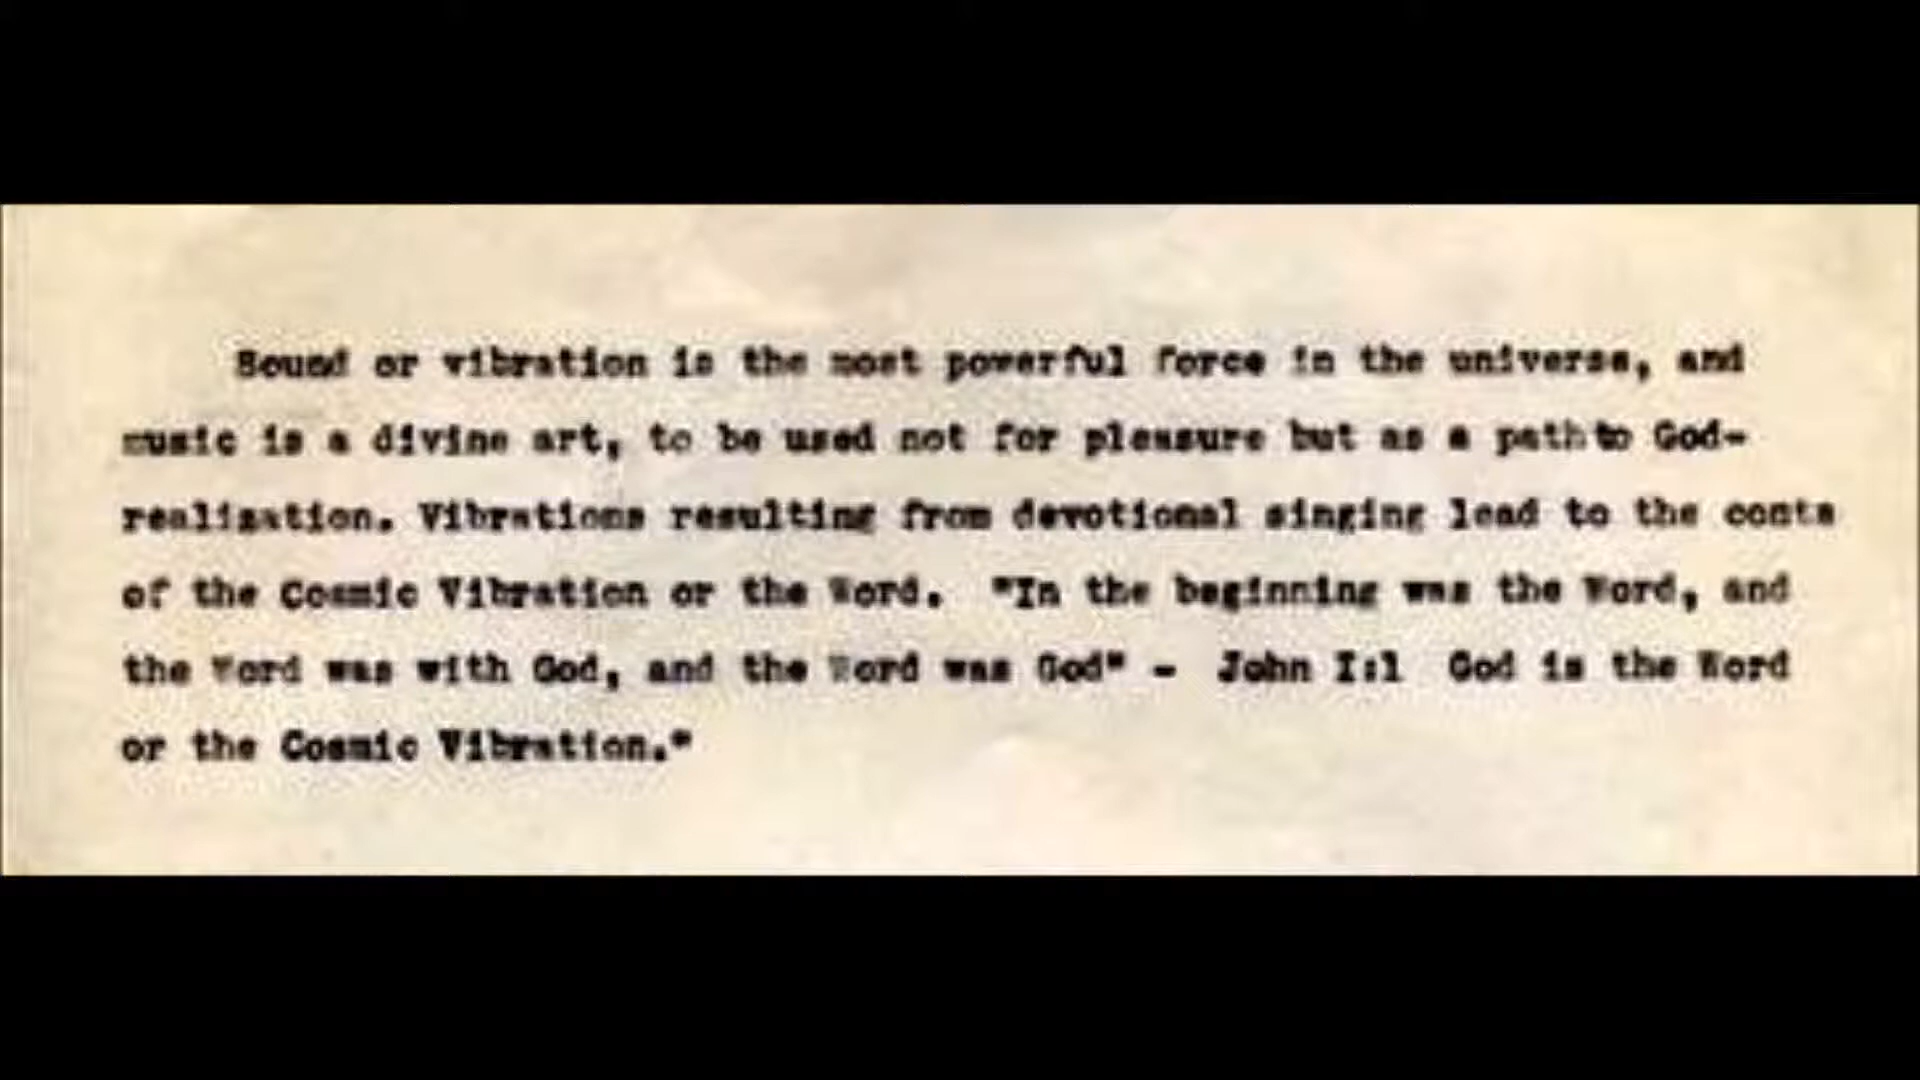 Sound or vibration is the most powerful force in the universe, and
music is a divine art, to be used not for pleasure but as a path to God-
realization. Vibrations resulting from devotional singing lead to the conta
of the Cosmic Vibration or the Word. "In the beginning was the Word, and
the Word was with God, and the Word was God" - John I:1 God is the Word
or the Cosmic Vibration."